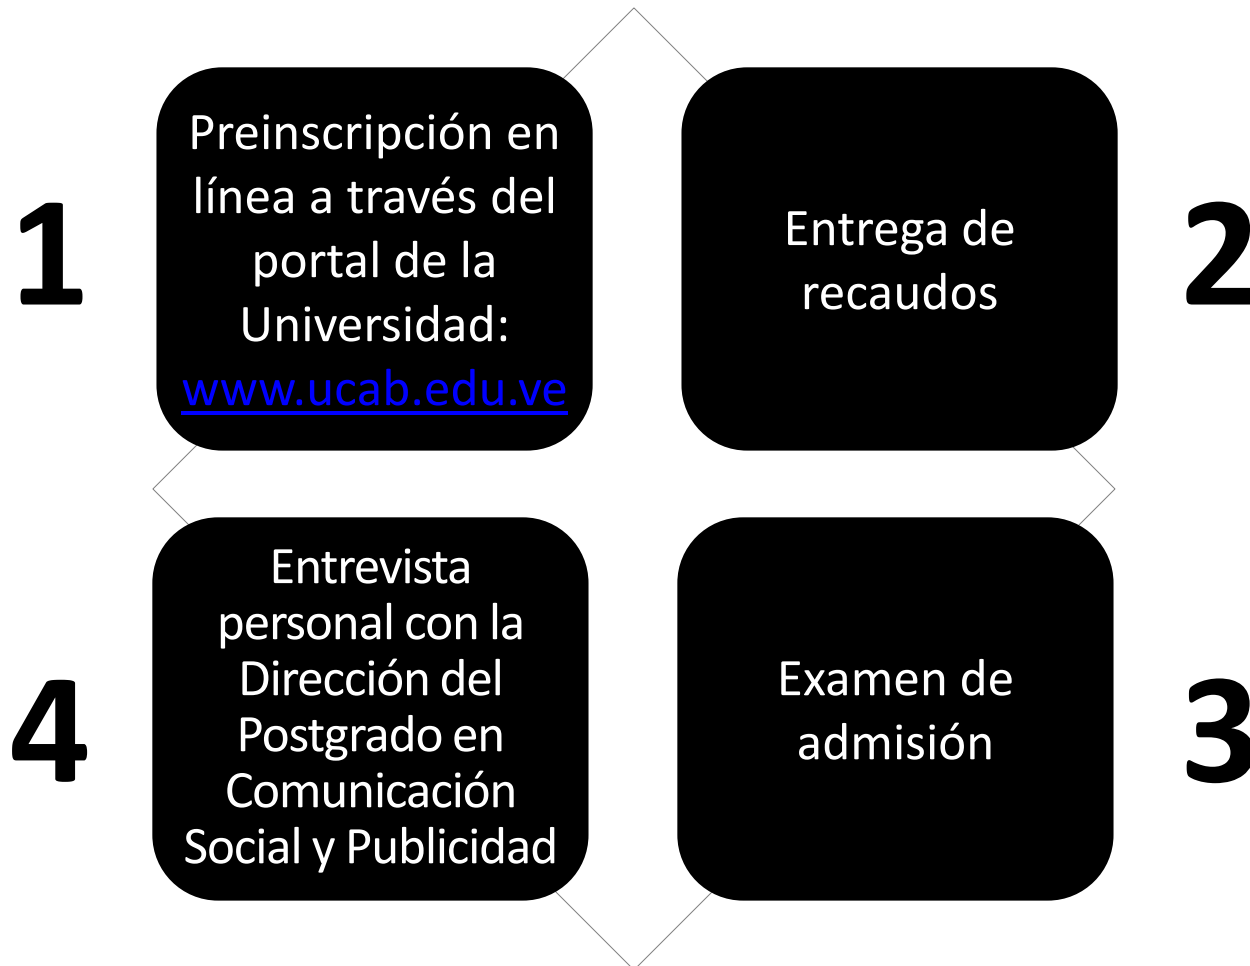 1
Preinscripción en
línea a través del
portal de la
Universidad:
www.ucab.edu.ve
2
Entrega de
recaudos
3
Examen de
admisión
4
Entrevista
personal con la
Dirección del
Postgrado en
Comunicación
Social y Publicidad